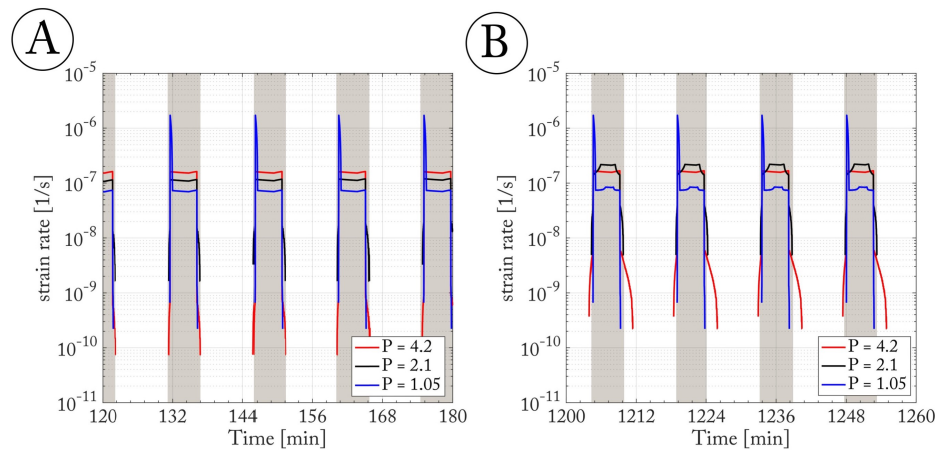 A
B
10-5
10-6
10-7
10-8
10-9
10-10
10-11
strain rate [1/s]
120 132 144 156 168 180
Time [min]
P = 4.2
P = 2.1
P = 1.05
10-5
10-6
10-7
10-8
10-9
10-10
10-11
strain rate [1/s]
1200 1212 1224 1236 1248 1260
Time [min]
P = 4.2
P = 2.1
P = 1.05